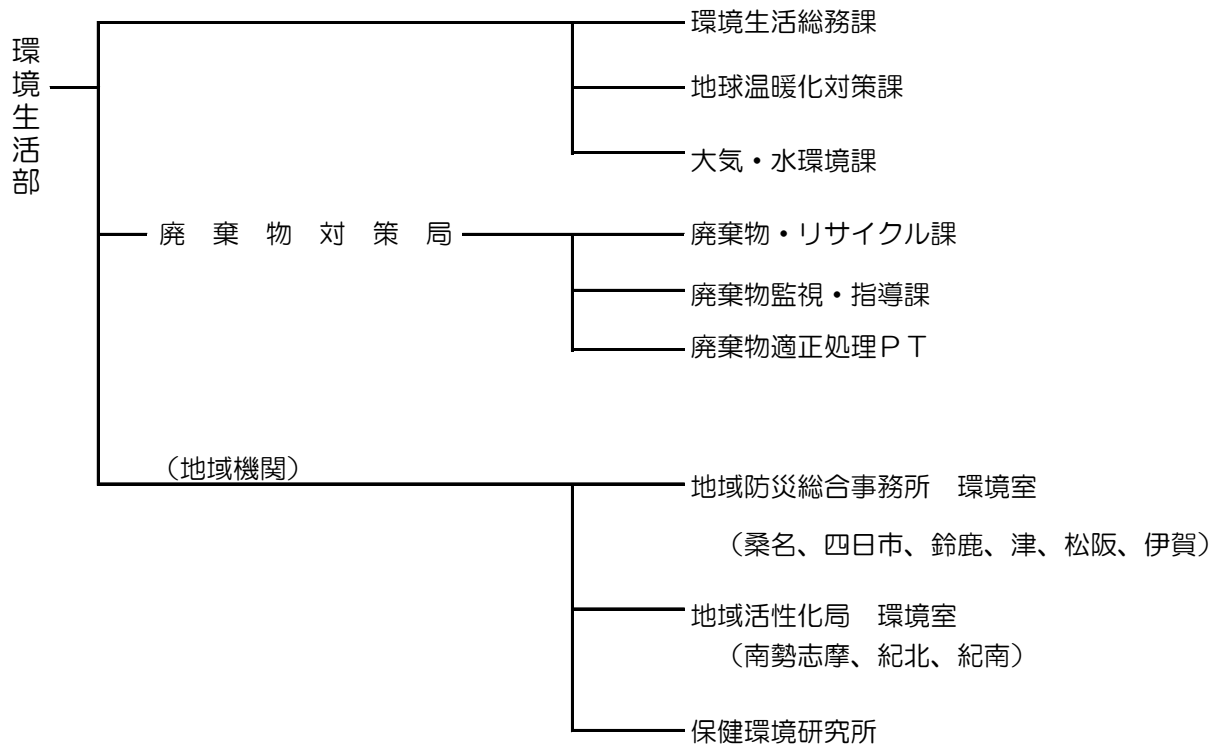 環境生活部
環境生活総務課
地球温暖化対策課
大気・水環境課
廃棄物対策局
廃棄物・リサイクル課
廃棄物監視・指導課
廃棄物適正処理ＰＴ
（地域機関）
地域防災総合事務所　環境室
（桑名、四日市、鈴鹿、津、松阪、伊賀）
地域活性化局　環境室
（南勢志摩、紀北、紀南）
保健環境研究所